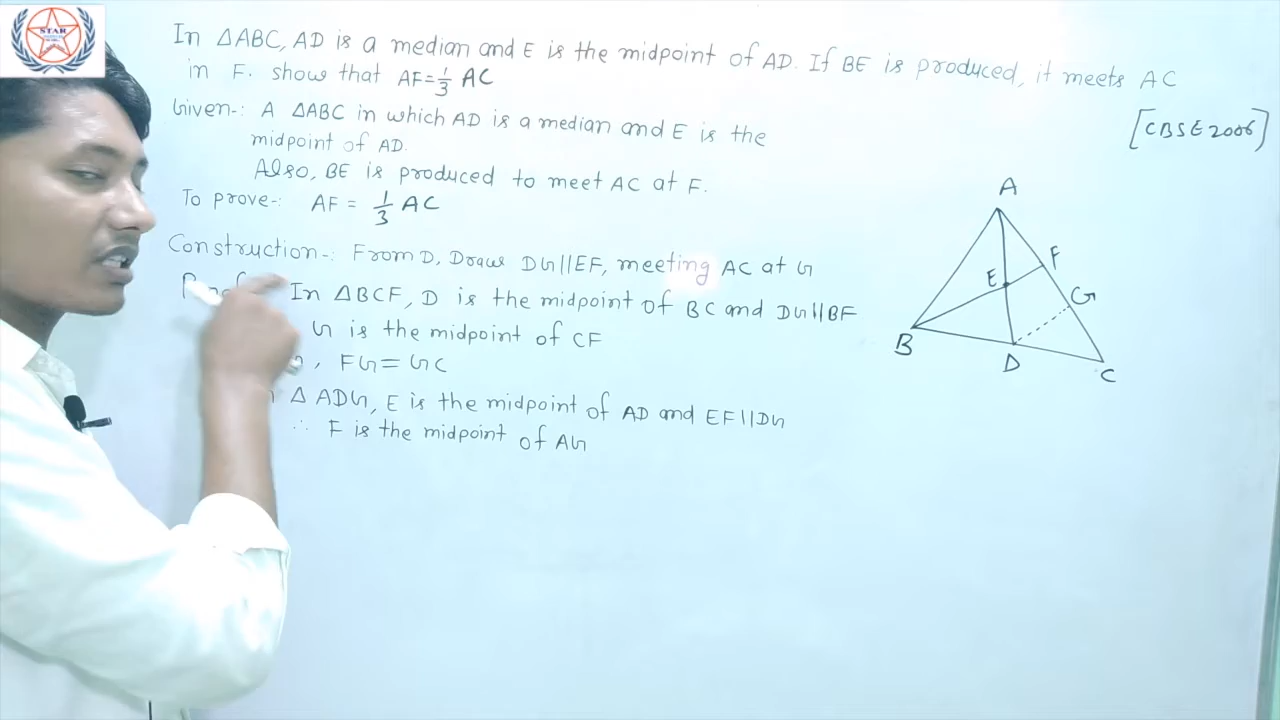 STAR
In ΔABC, AD is a median and E is the midpoint of AD. If BE is produced, it meets AC
in F. show that AF=1/3 AC
Given-: A ΔABC in which AD is a median and E is the
midpoint of AD.
[CBSE 2006]
Also, BE is produced to meet AC at F.
To prove-: AF = 1/3 AC
Construction-: From D, Draw DG||EF, meeting AC at G
In ΔBCF, D is the midpoint of BC and DG||BF
G is the midpoint of CF
, FG=GC
Δ ADG, E is the midpoint of AD and EF||DG
∴ F is the midpoint of AG
A
F
E
G
B
D
C